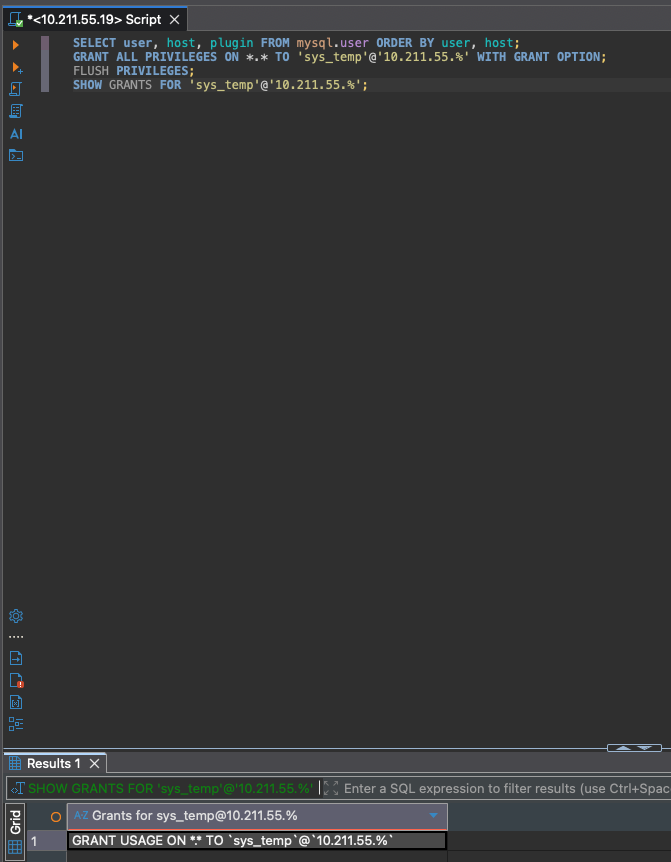 *<10.211.55.19> Script
SELECT user, host, plugin FROM mysql.user ORDER BY user, host;
GRANT ALL PRIVILEGES ON *.* TO 'sys_temp'@'10.211.55.%' WITH GRANT OPTION;
FLUSH PRIVILEGES;
SHOW GRANTS FOR 'sys_temp'@'10.211.55.%';
AI
Results 1
SHOW GRANTS FOR 'sys_temp'@'10.211.55.%'
Enter a SQL expression to filter results (use Ctrl+Spac
Grid
A-Z Grants for sys_temp@10.211.55.%
1
GRANT USAGE ON *.* TO `sys_temp`@`10.211.55.%`